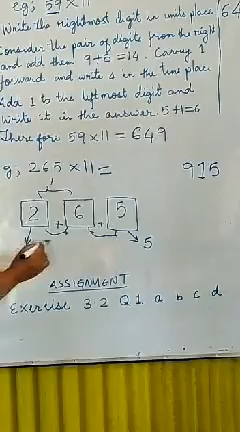 eg; 59 x 11
Write the rightmost digit in units place
Consider the pair of digits from the right
and add them 9+5=14. Carry 1
forward and write 4 in the tens place
Add 1 to the leftmost digit and
write it in the answer. 5+1=6
Therefore 59 x 11 = 649
eg, 265 x 11 =
915
2 + 6 + 5
5
ASSIGNMENT
Exercise 3 2 Q 1 a b c d